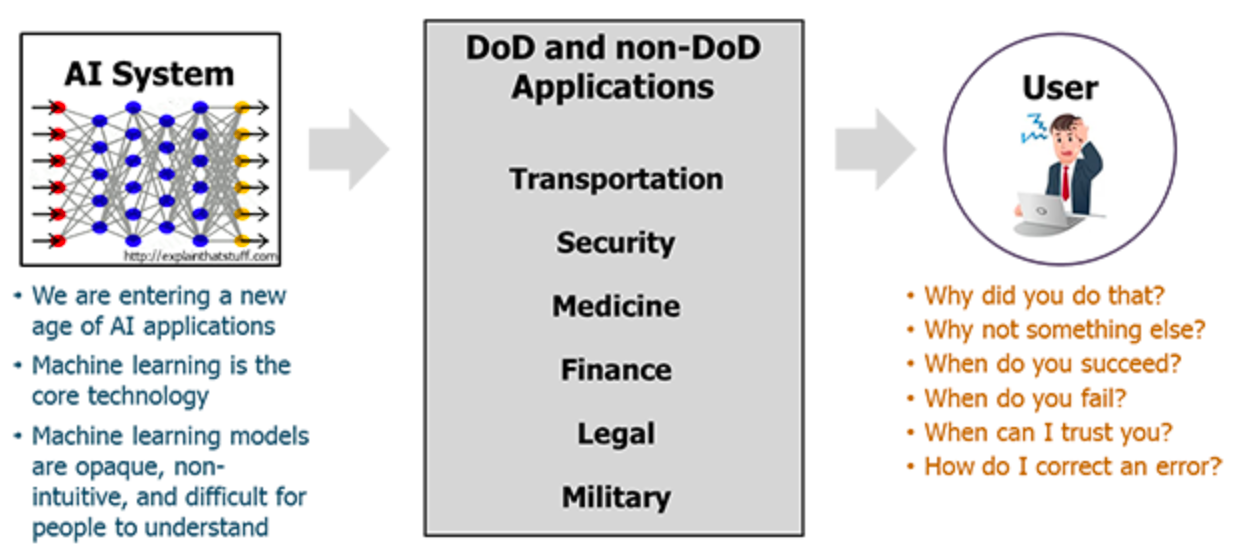 AI System
http://explainthatstuff.com
• We are entering a new
age of AI applications
• Machine learning is the
core technology
• Machine learning models
are opaque, non-
intuitive, and difficult for
people to understand
DoD and non-DoD
Applications
Transportation
Security
Medicine
Finance
Legal
Military
User
• Why did you do that?
• Why not something else?
• When do you succeed?
• When do you fail?
• When can I trust you?
• How do I correct an error?